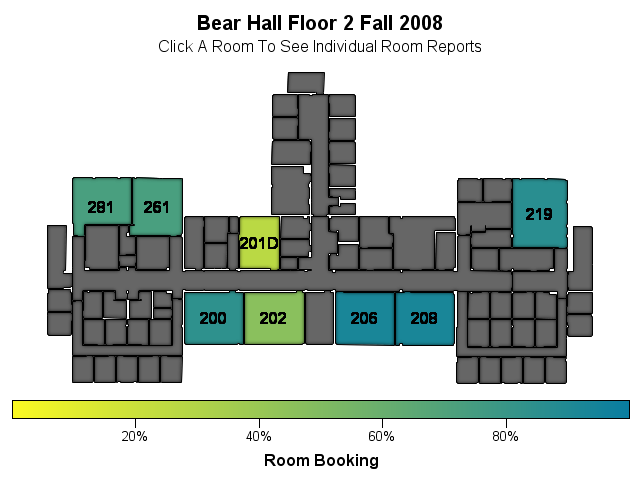 Bear Hall Floor 2 Fall 2008
Click A Room To See Individual Room Reports
281 261 219
201D
200 202 206 208
20% 40% 60% 80%
Room Booking